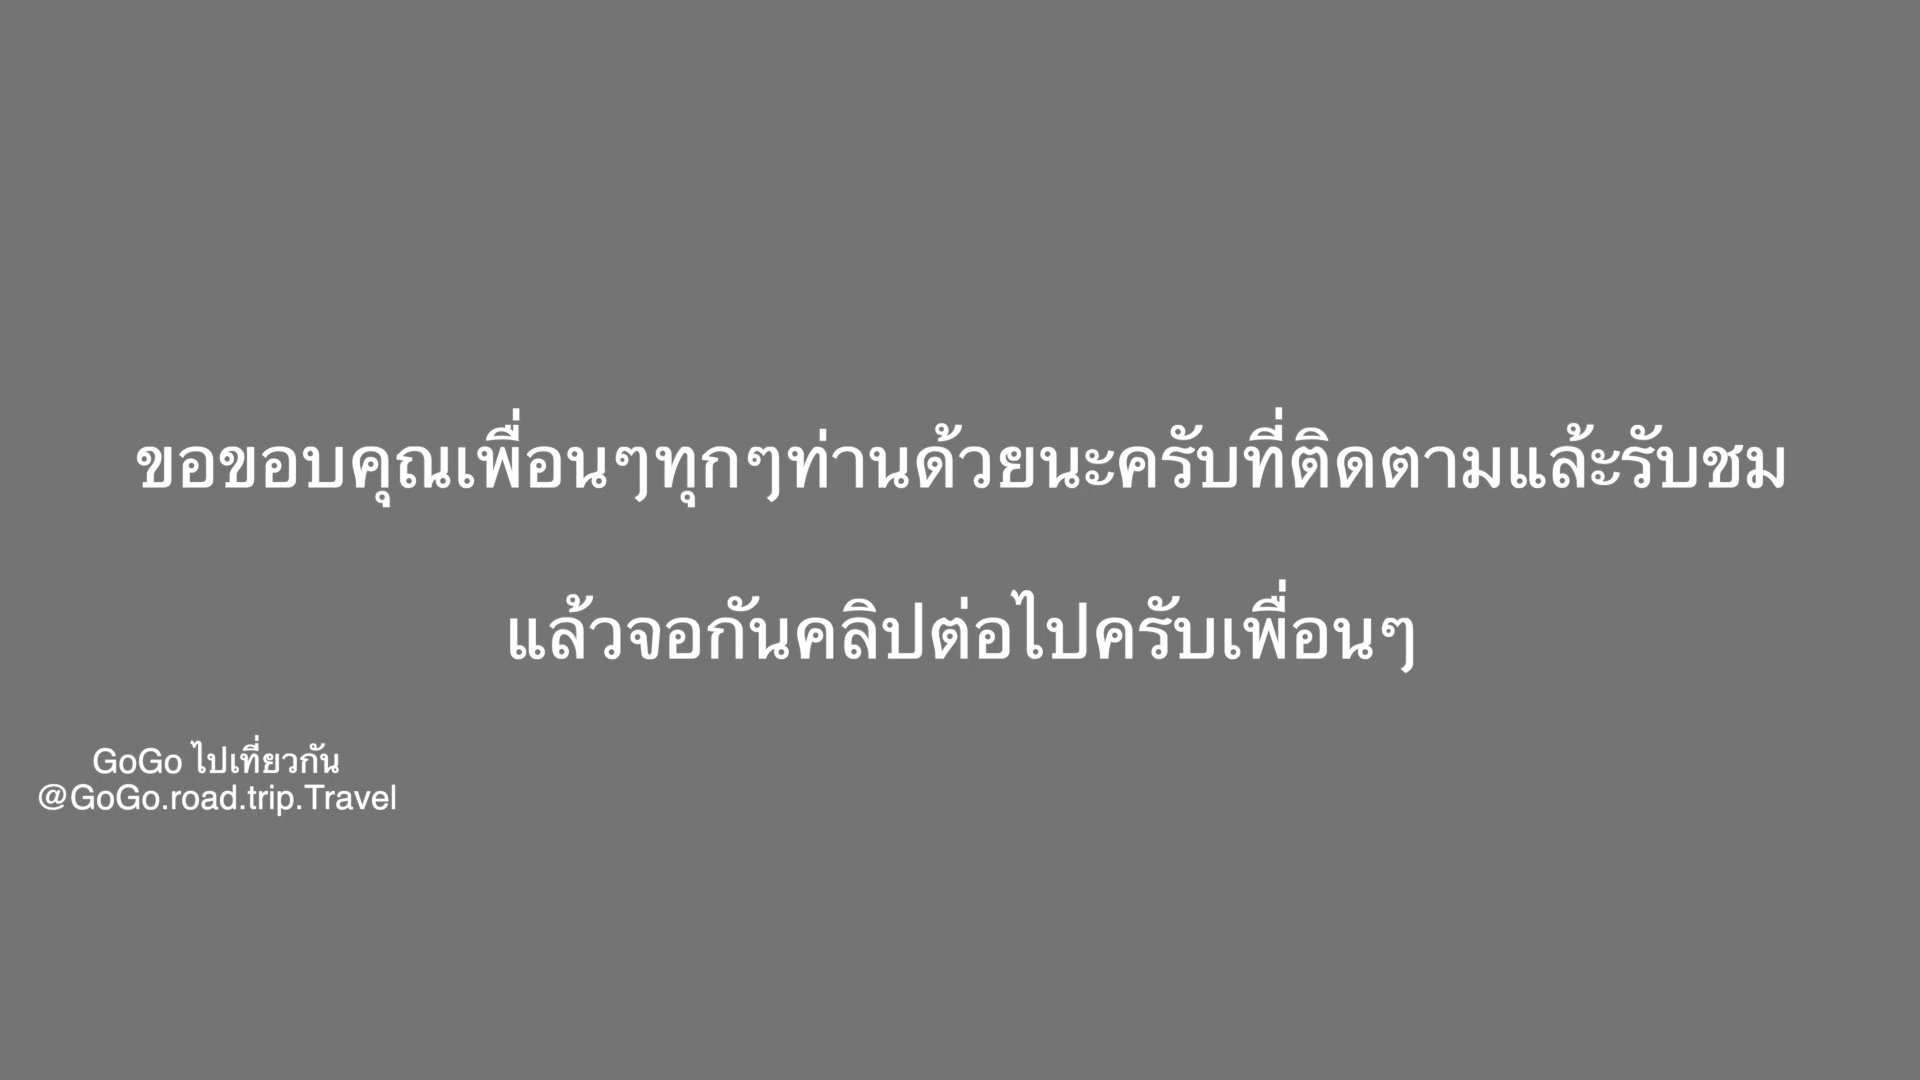 ขอขอบคุณเพื่อนๆทุกๆท่านด้วยนะครับที่ติดตามแล้ะรับชม
แล้วจอกันคลิปต่อไปครับเพื่อนๆ
GoGo ไปเที่ยวกัน
@GoGo.road.trip.Travel